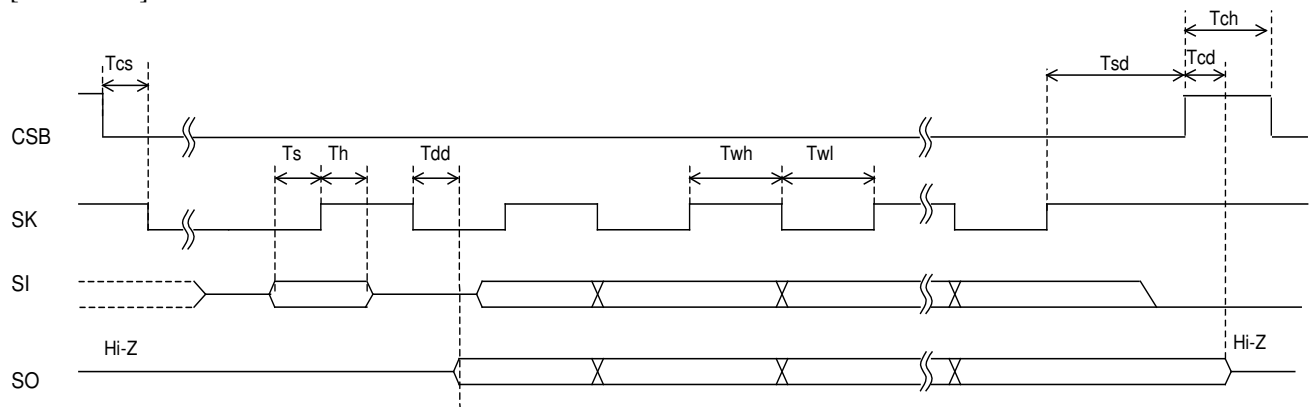 Tch
Tcs
Tsd
Tcd
CSB
Ts
Th
Tdd
Twh
Twl
SK
SI
Hi-Z
Hi-Z
SO